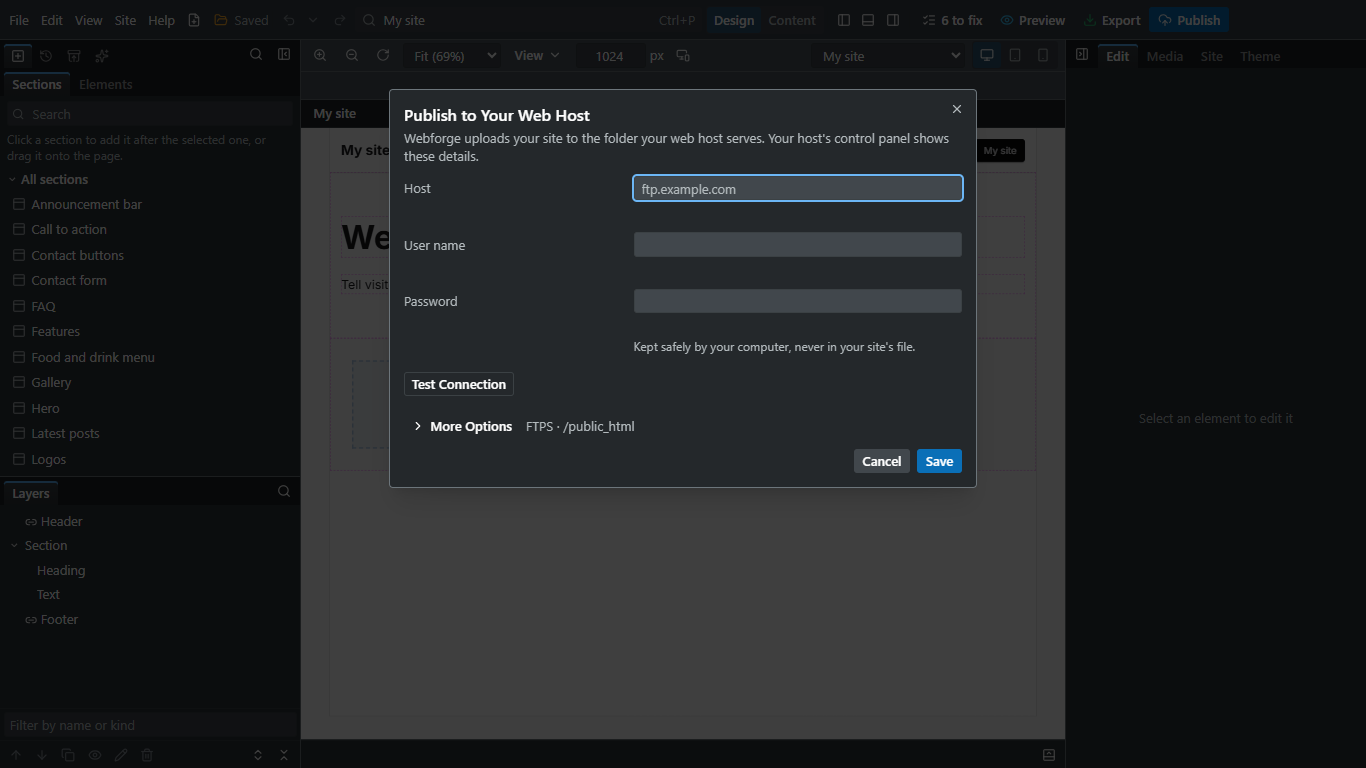 File Edit View Site Help Saved My site Ctrl+P Design Content 6 to fix Preview Export Publish
Fit (69%) View 1024 px My site Edit Media Site Theme
Sections Elements
Search
Click a section to add it after the selected one, or
drag it onto the page.
All sections
Announcement bar
Call to action
Contact buttons
Contact form
FAQ
Features
Food and drink menu
Gallery
Hero
Latest posts
Logos
Layers
Header
Section
Heading
Text
Footer
Filter by name or kind
My site
My site My site
We
Tell visit
Publish to Your Web Host
Webforge uploads your site to the folder your web host serves. Your host's control panel shows
these details.
Host ftp.example.com
User name
Password
Kept safely by your computer, never in your site's file.
Test Connection
More Options FTPS · /public_html
Cancel Save
Select an element to edit it